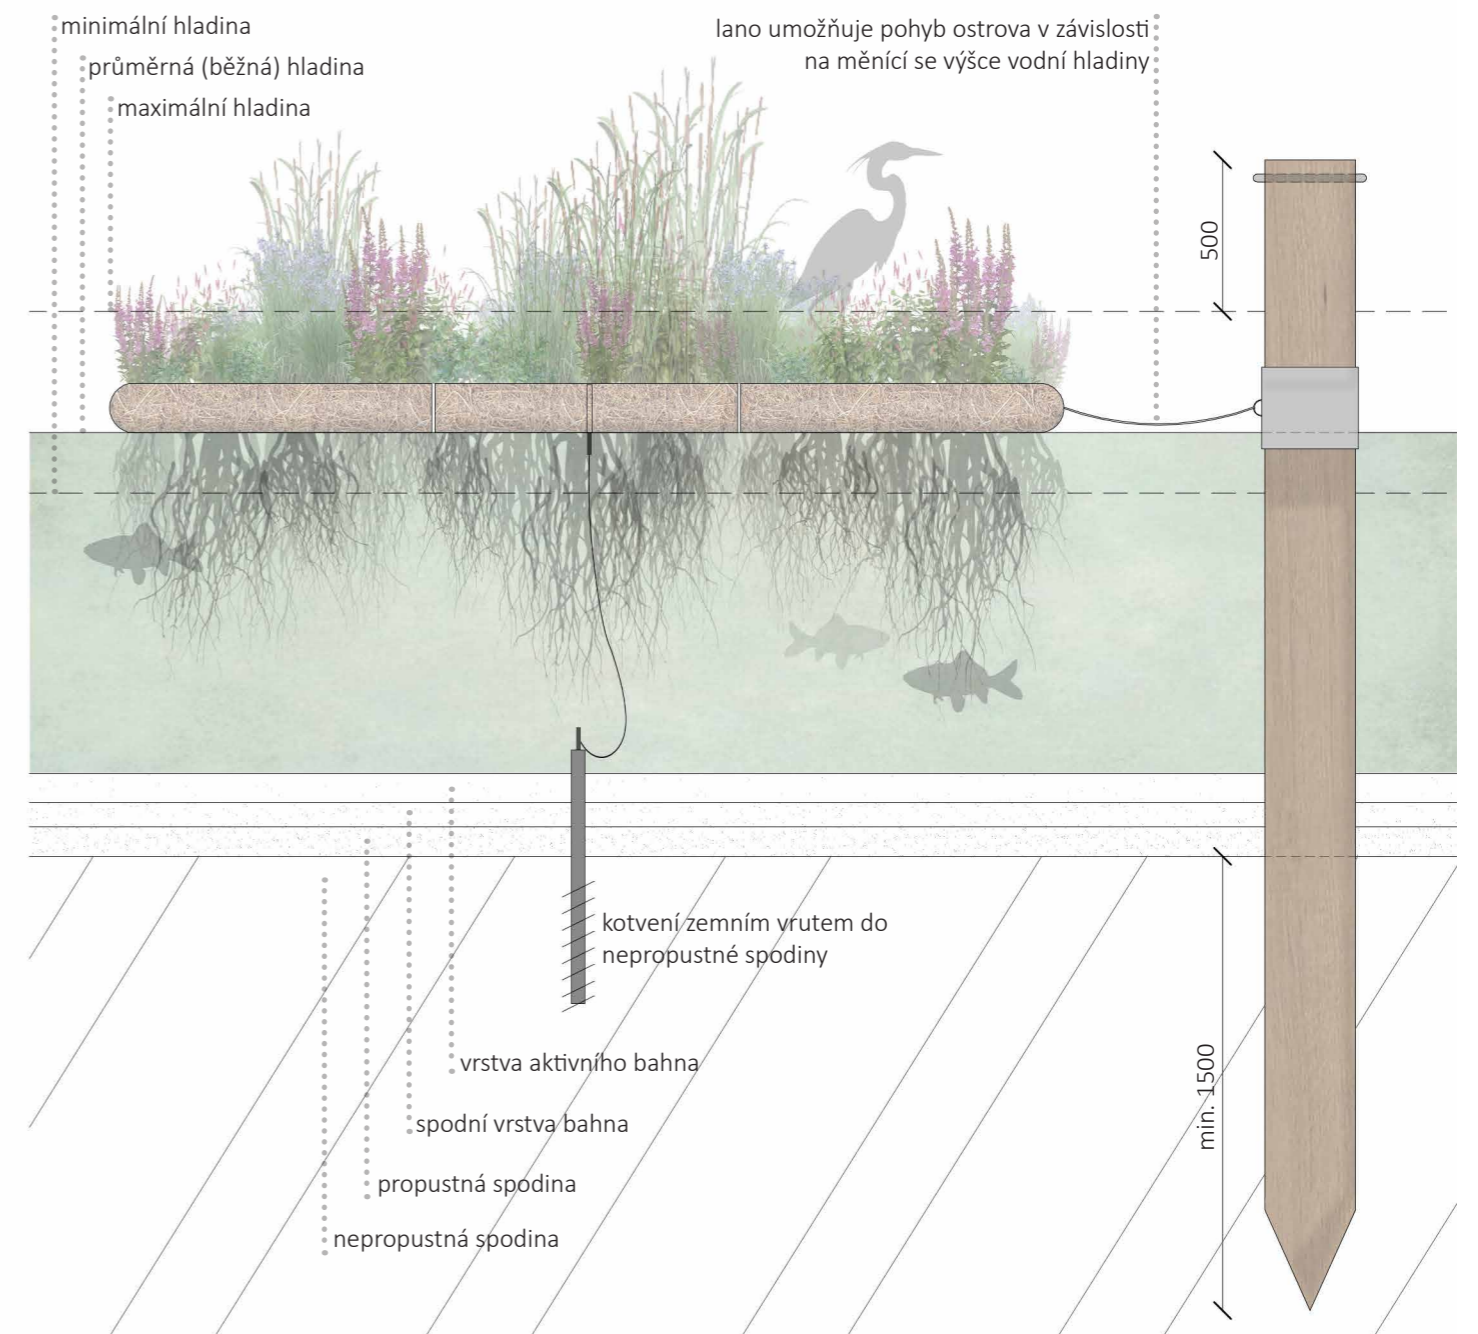 minimální hladina
průměrná (běžná) hladina
maximální hladina
lano umožňuje pohyb ostrova v závislosti
na měnící se výšce vodní hladiny
500
kotvení zemním vrutem do
nepropustné spodiny
vrstva aktivního bahna
spodní vrstva bahna
propustná spodina
nepropustná spodina
min. 1500